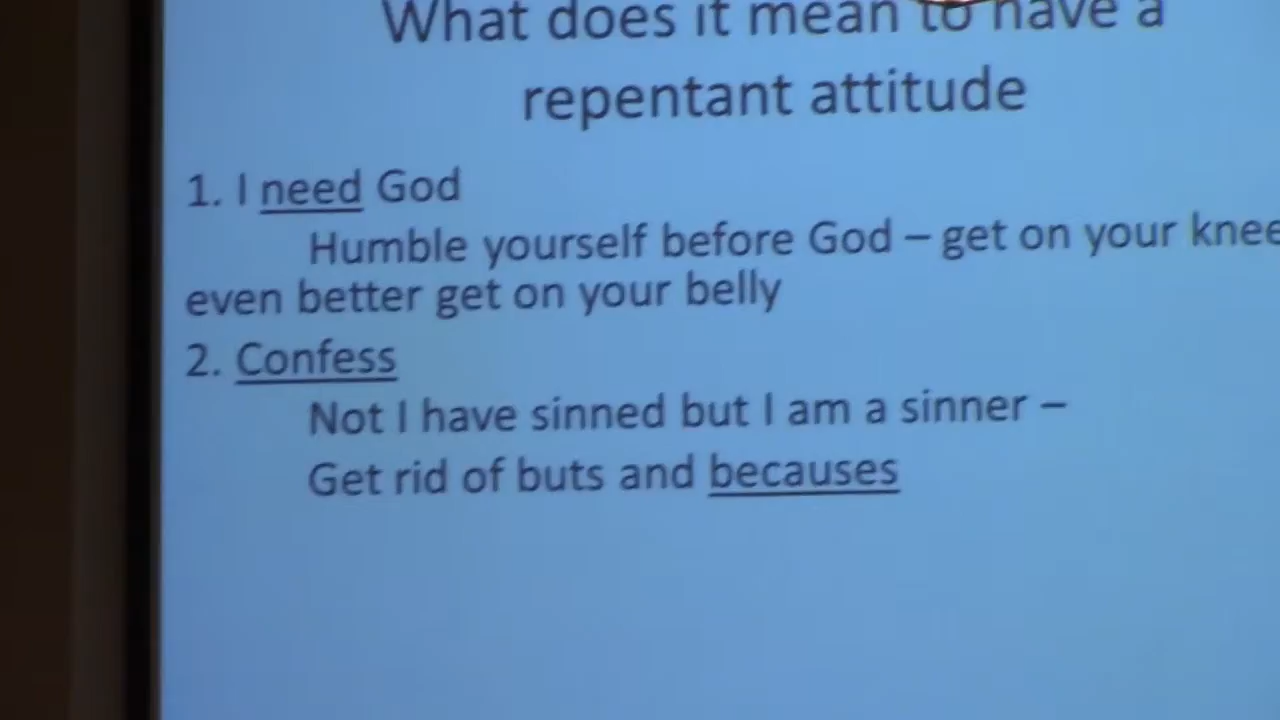 What does it mean to have a
repentant attitude
1. I need God
Humble yourself before God – get on your knee
even better get on your belly
2. Confess
Not I have sinned but I am a sinner –
Get rid of buts and becauses